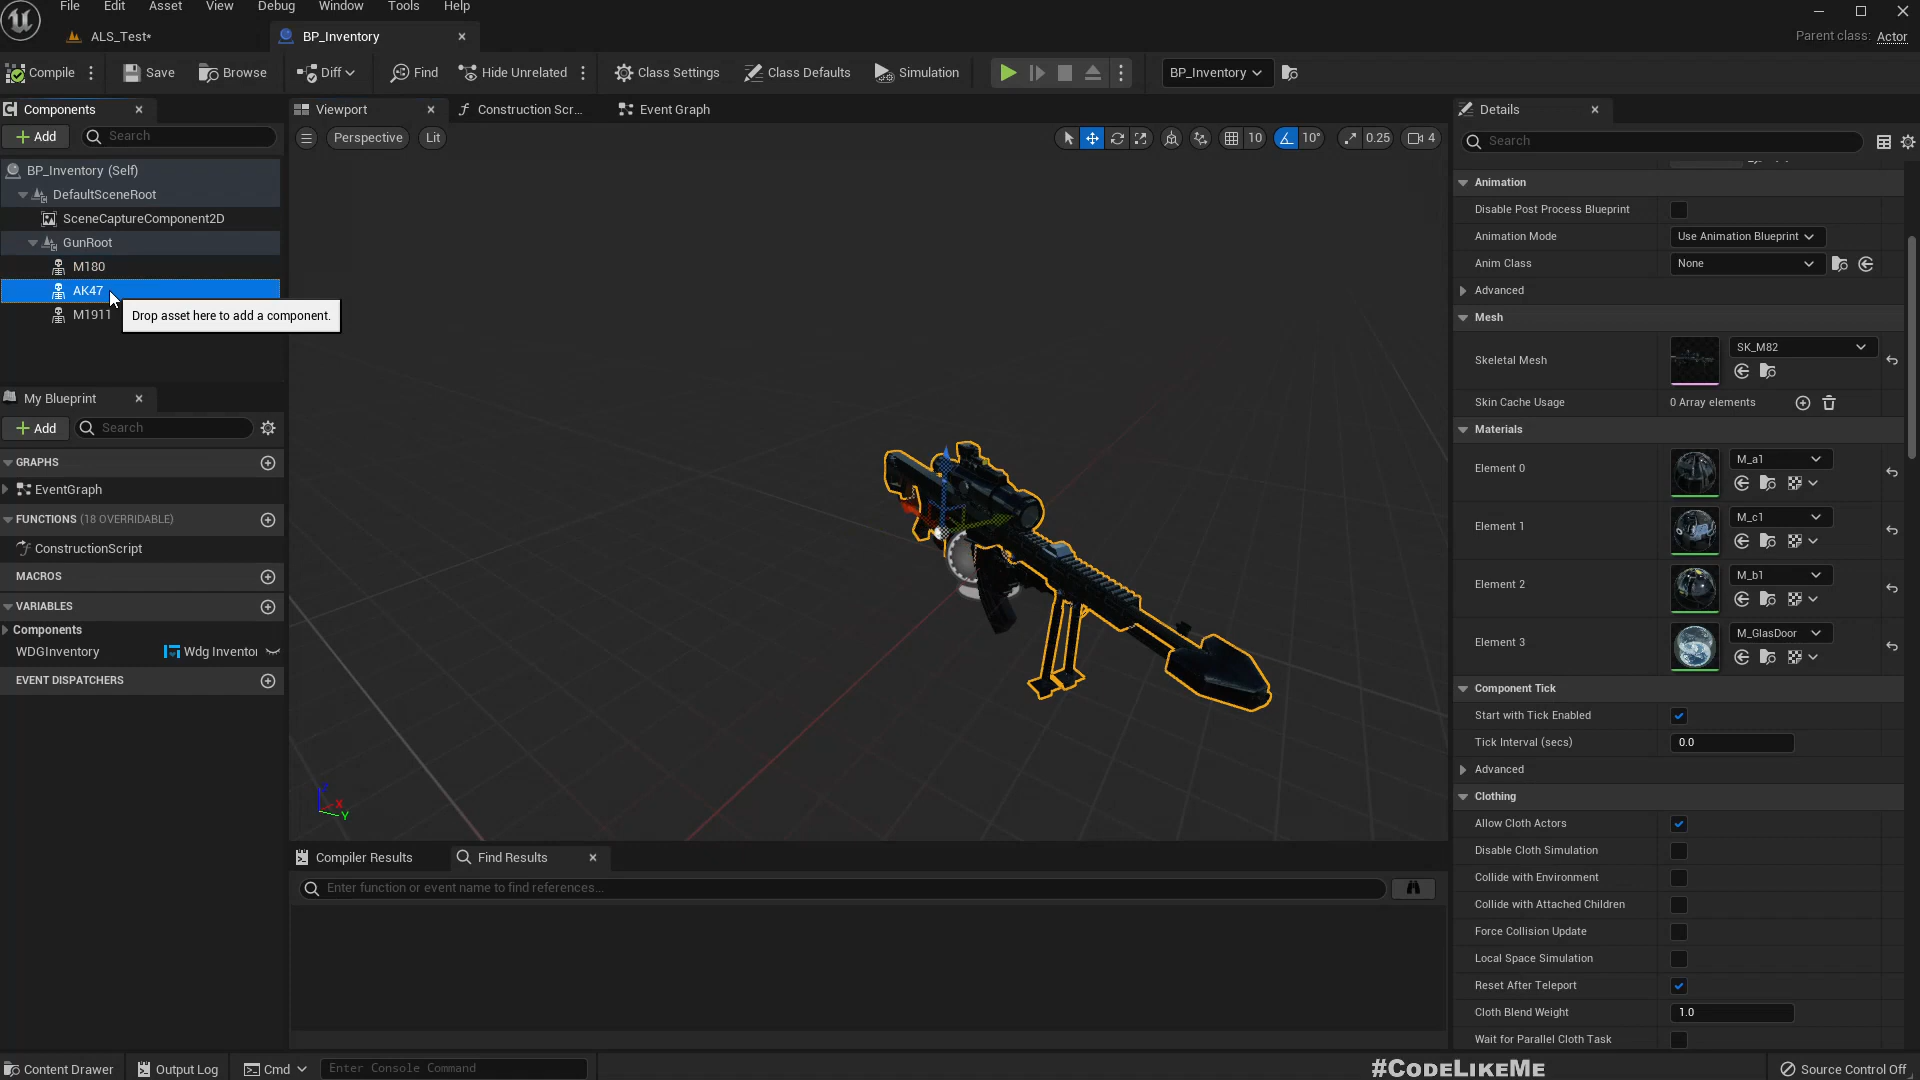 File Edit Asset View Debug Window Tools Help
ALS_Test* BP_Inventory
Parent class: Actor
Compile Save Browse Diff Find Hide Unrelated Class Settings Class Defaults Simulation BP_Inventory
Components
Add Search
BP_Inventory (Self)
DefaultSceneRoot
SceneCaptureComponent2D
GunRoot
M180
AK47
M1911
Drop asset here to add a component.
My Blueprint
Add Search
GRAPHS
EventGraph
FUNCTIONS (18 OVERRIDABLE)
ConstructionScript
MACROS
VARIABLES
Components
WDGInventory Wdg Inventor
EVENT DISPATCHERS
Viewport Construction Scr... Event Graph
Perspective Lit 10 10° 0.25 4
Z X Y
Compiler Results Find Results
Enter function or event name to find references...
Details
Search
Animation
Disable Post Process Blueprint
Animation Mode Use Animation Blueprint
Anim Class None
Advanced
Mesh
Skeletal Mesh SK_M82
Skin Cache Usage 0 Array elements
Materials
Element 0 M_a1
Element 1 M_c1
Element 2 M_b1
Element 3 M_GlasDoor
Component Tick
Start with Tick Enabled
Tick Interval (secs) 0.0
Advanced
Clothing
Allow Cloth Actors
Disable Cloth Simulation
Collide with Environment
Collide with Attached Children
Force Collision Update
Local Space Simulation
Reset After Teleport
Cloth Blend Weight 1.0
Wait for Parallel Cloth Task
Content Drawer Output Log Cmd Enter Console Command
#CODELIKEME
Source Control Off